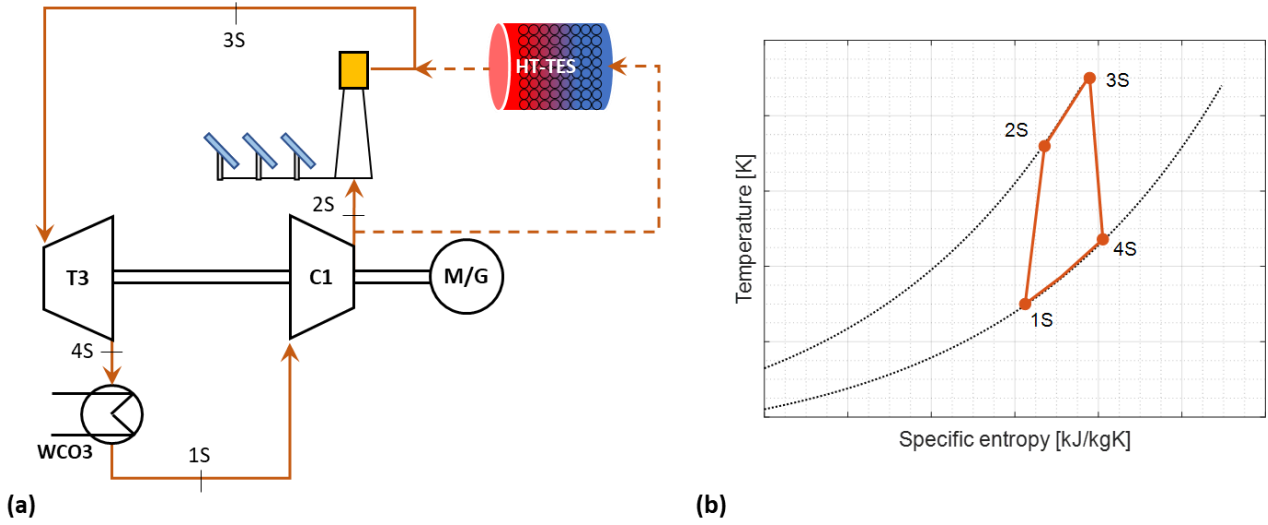 3S
HT-TES
2S
T3
C1
M/G
4S
WCO3
1S
(a)
3S
2S
4S
1S
Temperature [K]
Specific entropy [kJ/kgK]
(b)